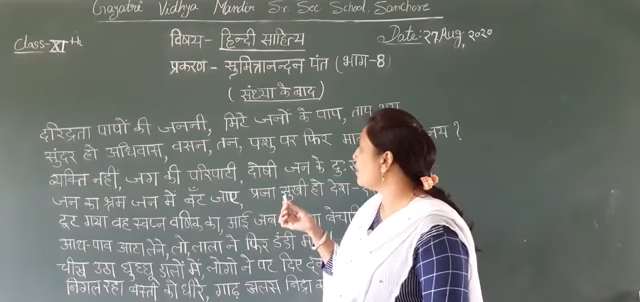 Gayatri Vidhya Mandir Sr. Sec School, Sanchore
Class-XIth
Date: 27 Aug, 2020
विषय- हिन्दी साहित्य
प्रकरण - सुमित्रानन्दन पंत (भाग-8)
(संध्या के बाद)
दरिद्रता पापों की जननी, मिटे जनों के पाप, ताप
सुंदर हो अधिवास, वसन, तन, पशु पर फिर
व्यक्ति नहीं, जग की परिपाटी, दोषी जन के
जन का श्रम जन में बँट जाए, प्रजा सुखी हो देश
टूट गया वह स्वप्न वणिक का, आई जब
आध-पाव आटा लेने, लो, लाला ने फिर डंडी
चीख उठा घुघ्घू डालों में, लोगो ने पट दिए
निगल रहा बस्ती को धीरे, गाढ़ अलस निद्रा